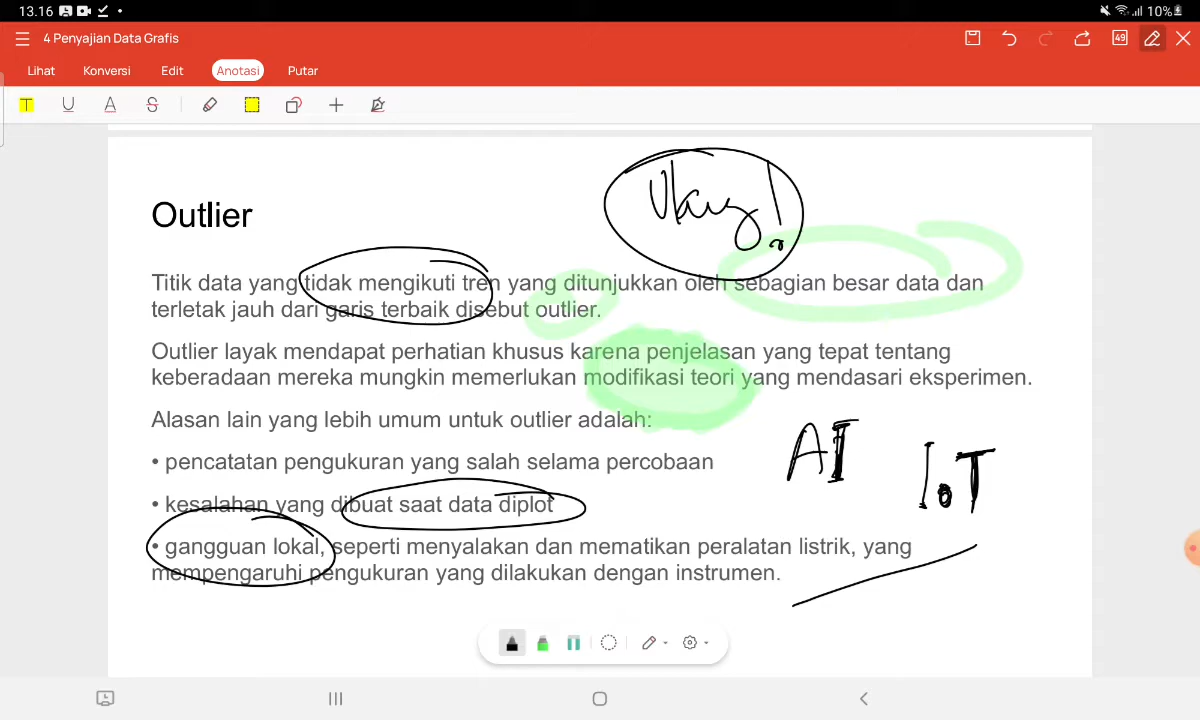 13.16
10%
4 Penyajian Data Grafis
49
Lihat Konversi Edit Anotasi Putar
T U A S
Ulang!
Outlier
Titik data yang tidak mengikuti tren yang ditunjukkan oleh sebagian besar data dan
terletak jauh dari garis terbaik disebut outlier.
Outlier layak mendapat perhatian khusus karena penjelasan yang tepat tentang
keberadaan mereka mungkin memerlukan modifikasi teori yang mendasari eksperimen.
Alasan lain yang lebih umum untuk outlier adalah:
• pencatatan pengukuran yang salah selama percobaan
AI IoT
• kesalahan yang dibuat saat data diplot
• gangguan lokal, seperti menyalakan dan mematikan peralatan listrik, yang
mempengaruhi pengukuran yang dilakukan dengan instrumen.